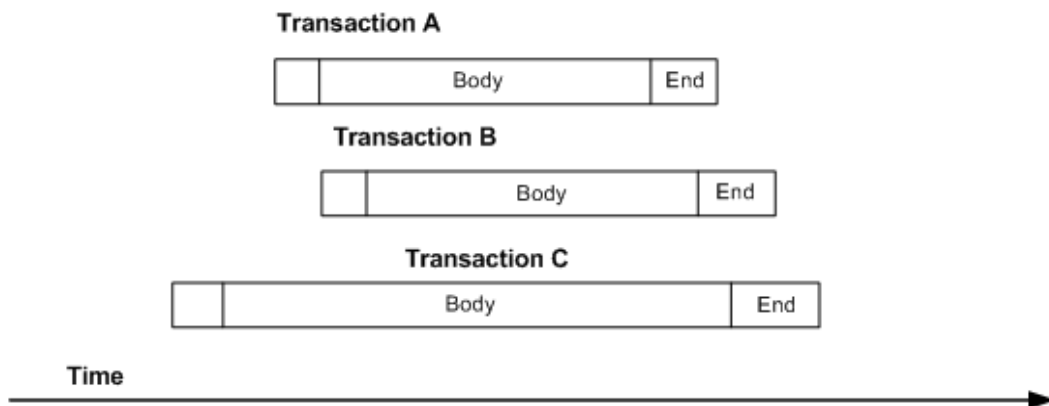 Transaction A
Body End
Transaction B
Body End
Transaction C
Body End
Time